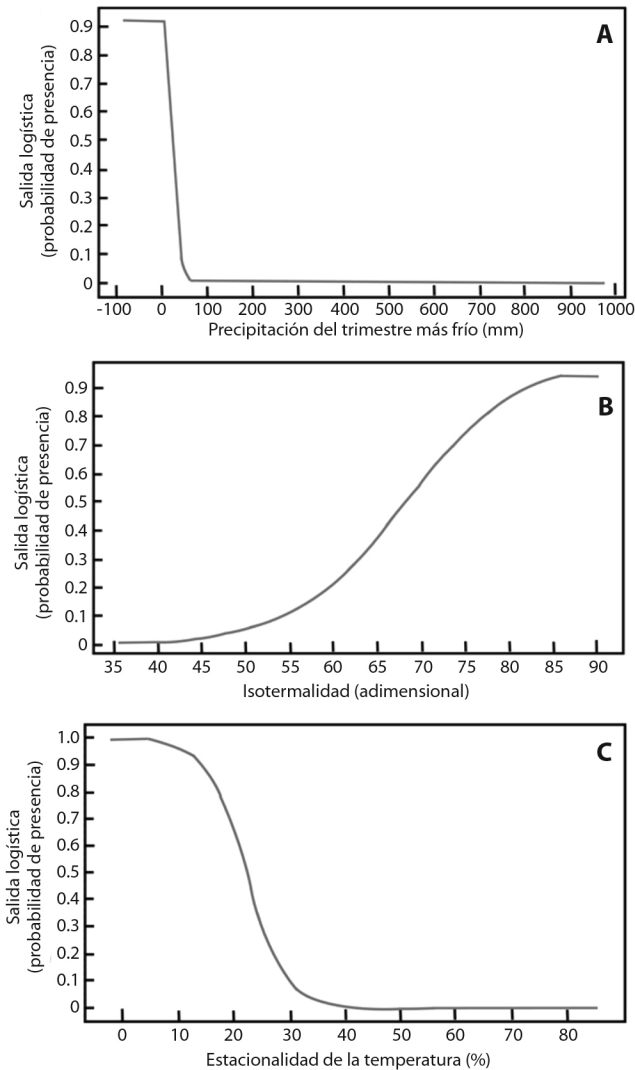 A
Salida logística
(probabilidad de presencia)
0.9
0.8
0.7
0.6
0.5
0.4
0.3
0.2
0.1
0
-100 0 100 200 300 400 500 600 700 800 900 1000
Precipitación del trimestre más frío (mm)
B
Salida logística
(probabilidad de presencia)
0.9
0.8
0.7
0.6
0.5
0.4
0.3
0.2
0.1
0
35 40 45 50 55 60 65 70 75 80 85 90
Isotermalidad (adimensional)
C
Salida logística
(probabilidad de presencia)
1.0
0.9
0.8
0.7
0.6
0.5
0.4
0.3
0.2
0.1
0
0 10 20 30 40 50 60 70 80
Estacionalidad de la temperatura (%)